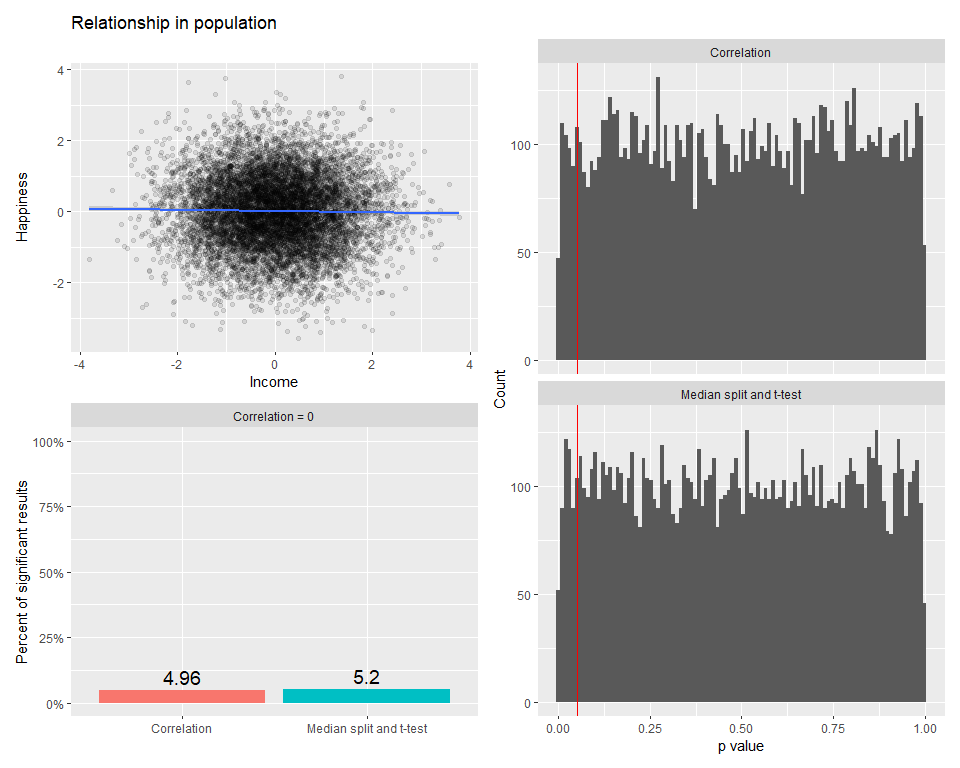 Relationship in population
4
2
0
-2
Happiness
-4
-2
0
2
4
Income
Correlation = 0
100%
75%
50%
25%
0%
Percent of significant results
4.96
5.2
Correlation
Median split and t-test
Correlation
100
50
0
Count
Median split and t-test
100
50
0
0.00
0.25
0.50
0.75
1.00
p value